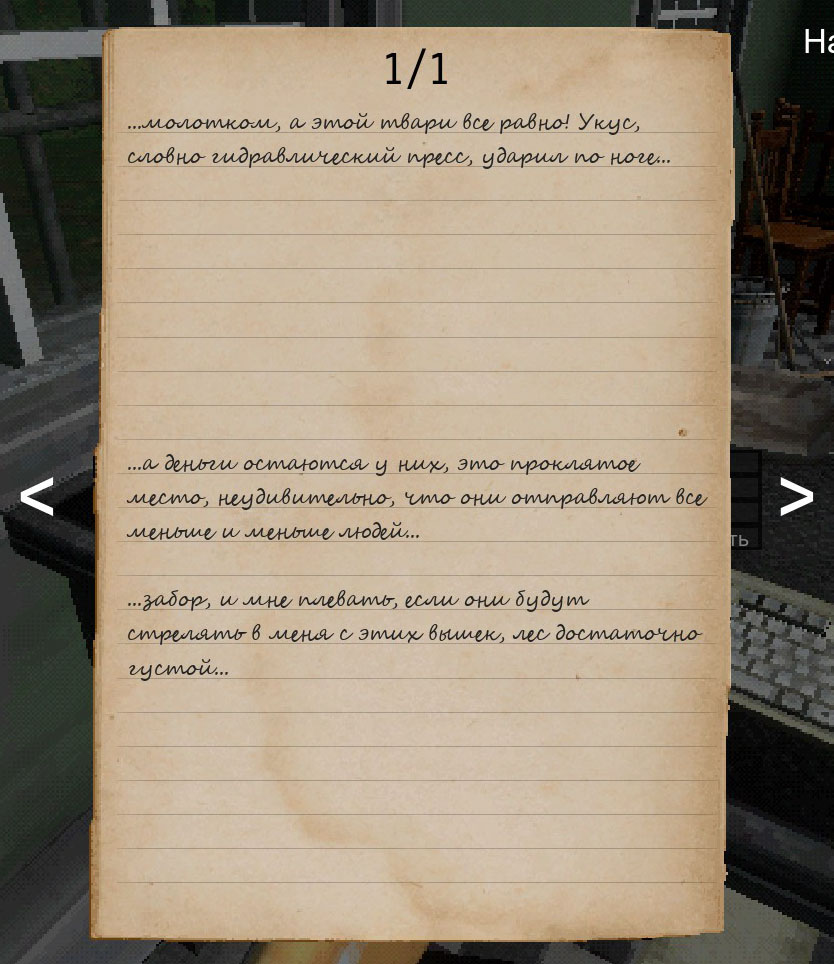 На
1/1
...молотком, а этой твари все равно! Укус,
словно гидравлический пресс, ударил по ноге...
...а деньги остаются у них, это проклятое
место, неудивительно, что они отправляют все
меньше и меньше людей...
...забор, и мне плевать, если они будут
стрелять в меня с этих вышек, лес достаточно
густой...
<
>
ть